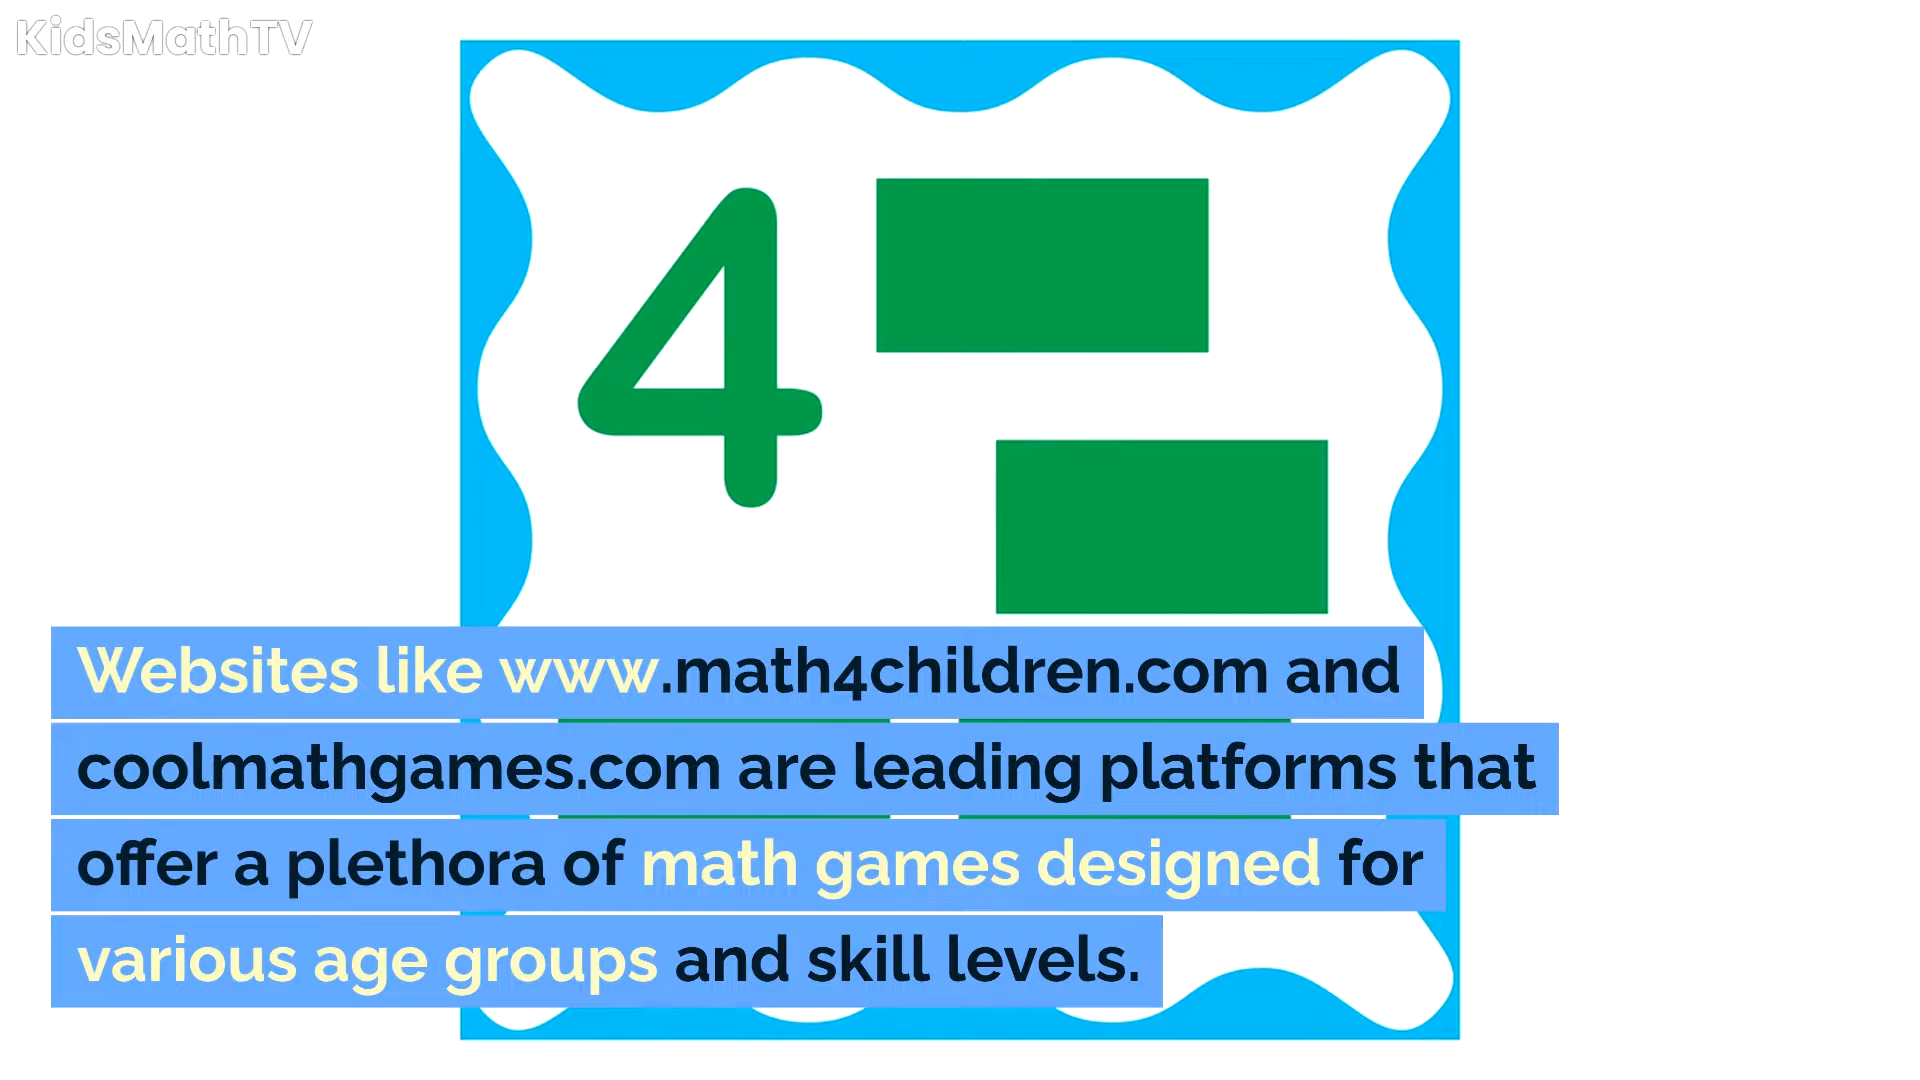 KidsMathTV
4
Websites like www.math4children.com and
coolmathgames.com are leading platforms that
offer a plethora of math games designed for
various age groups and skill levels.